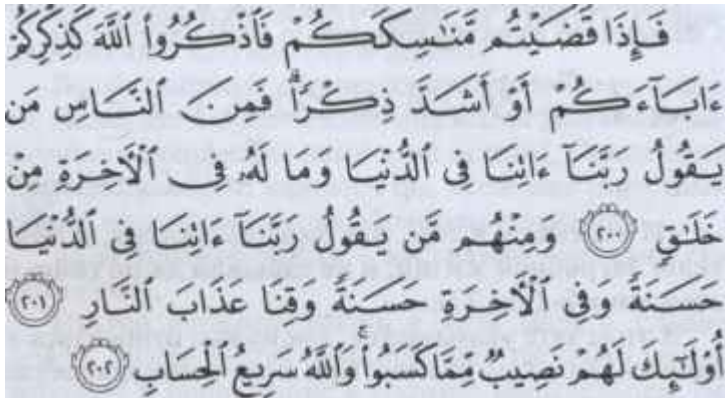 فَإِذَا قَضَيْتُم مَّنَٰسِكَكُمْ فَٱذْكُرُوا۟ ٱللَّهَ كَذِكْرِكُمْ
ءَابَآءَكُمْ أَوْ أَشَدَّ ذِكْرًا ۗ فَمِنَ ٱلنَّاسِ مَن
يَقُولُ رَبَّنَآ ءَاتِنَا فِى ٱلدُّنْيَا وَمَا لَهُۥ فِى ٱلْءَاخِرَةِ مِنْ
خَلَٰقٍ ﴿٢٠٠﴾ وَمِنْهُم مَّن يَقُولُ رَبَّنَآ ءَاتِنَا فِى ٱلدُّنْيَا
حَسَنَةً وَفِى ٱلْءَاخِرَةِ حَسَنَةً وَقِنَا عَذَابَ ٱلنَّارِ ﴿٢٠١﴾
أُو۟لَٰٓئِكَ لَهُمْ نَصِيبٌ مِّمَّا كَسَبُوا۟ ۚ وَٱللَّهُ سَرِيعُ ٱلْحِسَابِ ﴿٢٠٢﴾